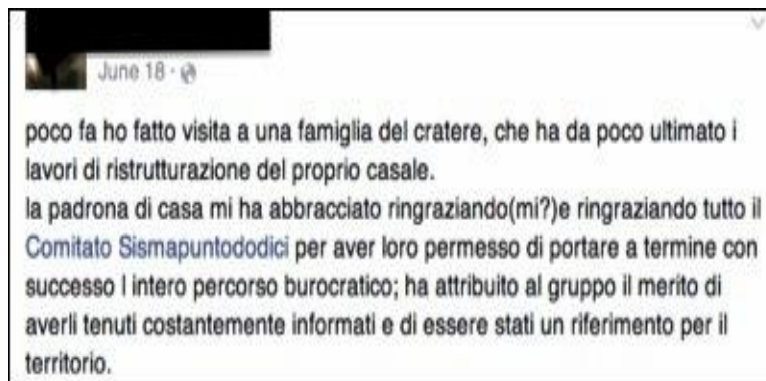 June 18
poco fa ho fatto visita a una famiglia del cratere, che ha da poco ultimato i
lavori di ristrutturazione del proprio casale.
la padrona di casa mi ha abbracciato ringraziando(mi?)e ringraziando tutto il
Comitato Sismapuntododici per aver loro permesso di portare a termine con
successo l intero percorso burocratico; ha attribuito al gruppo il merito di
averli tenuti costantemente informati e di essere stati un riferimento per il
territorio.